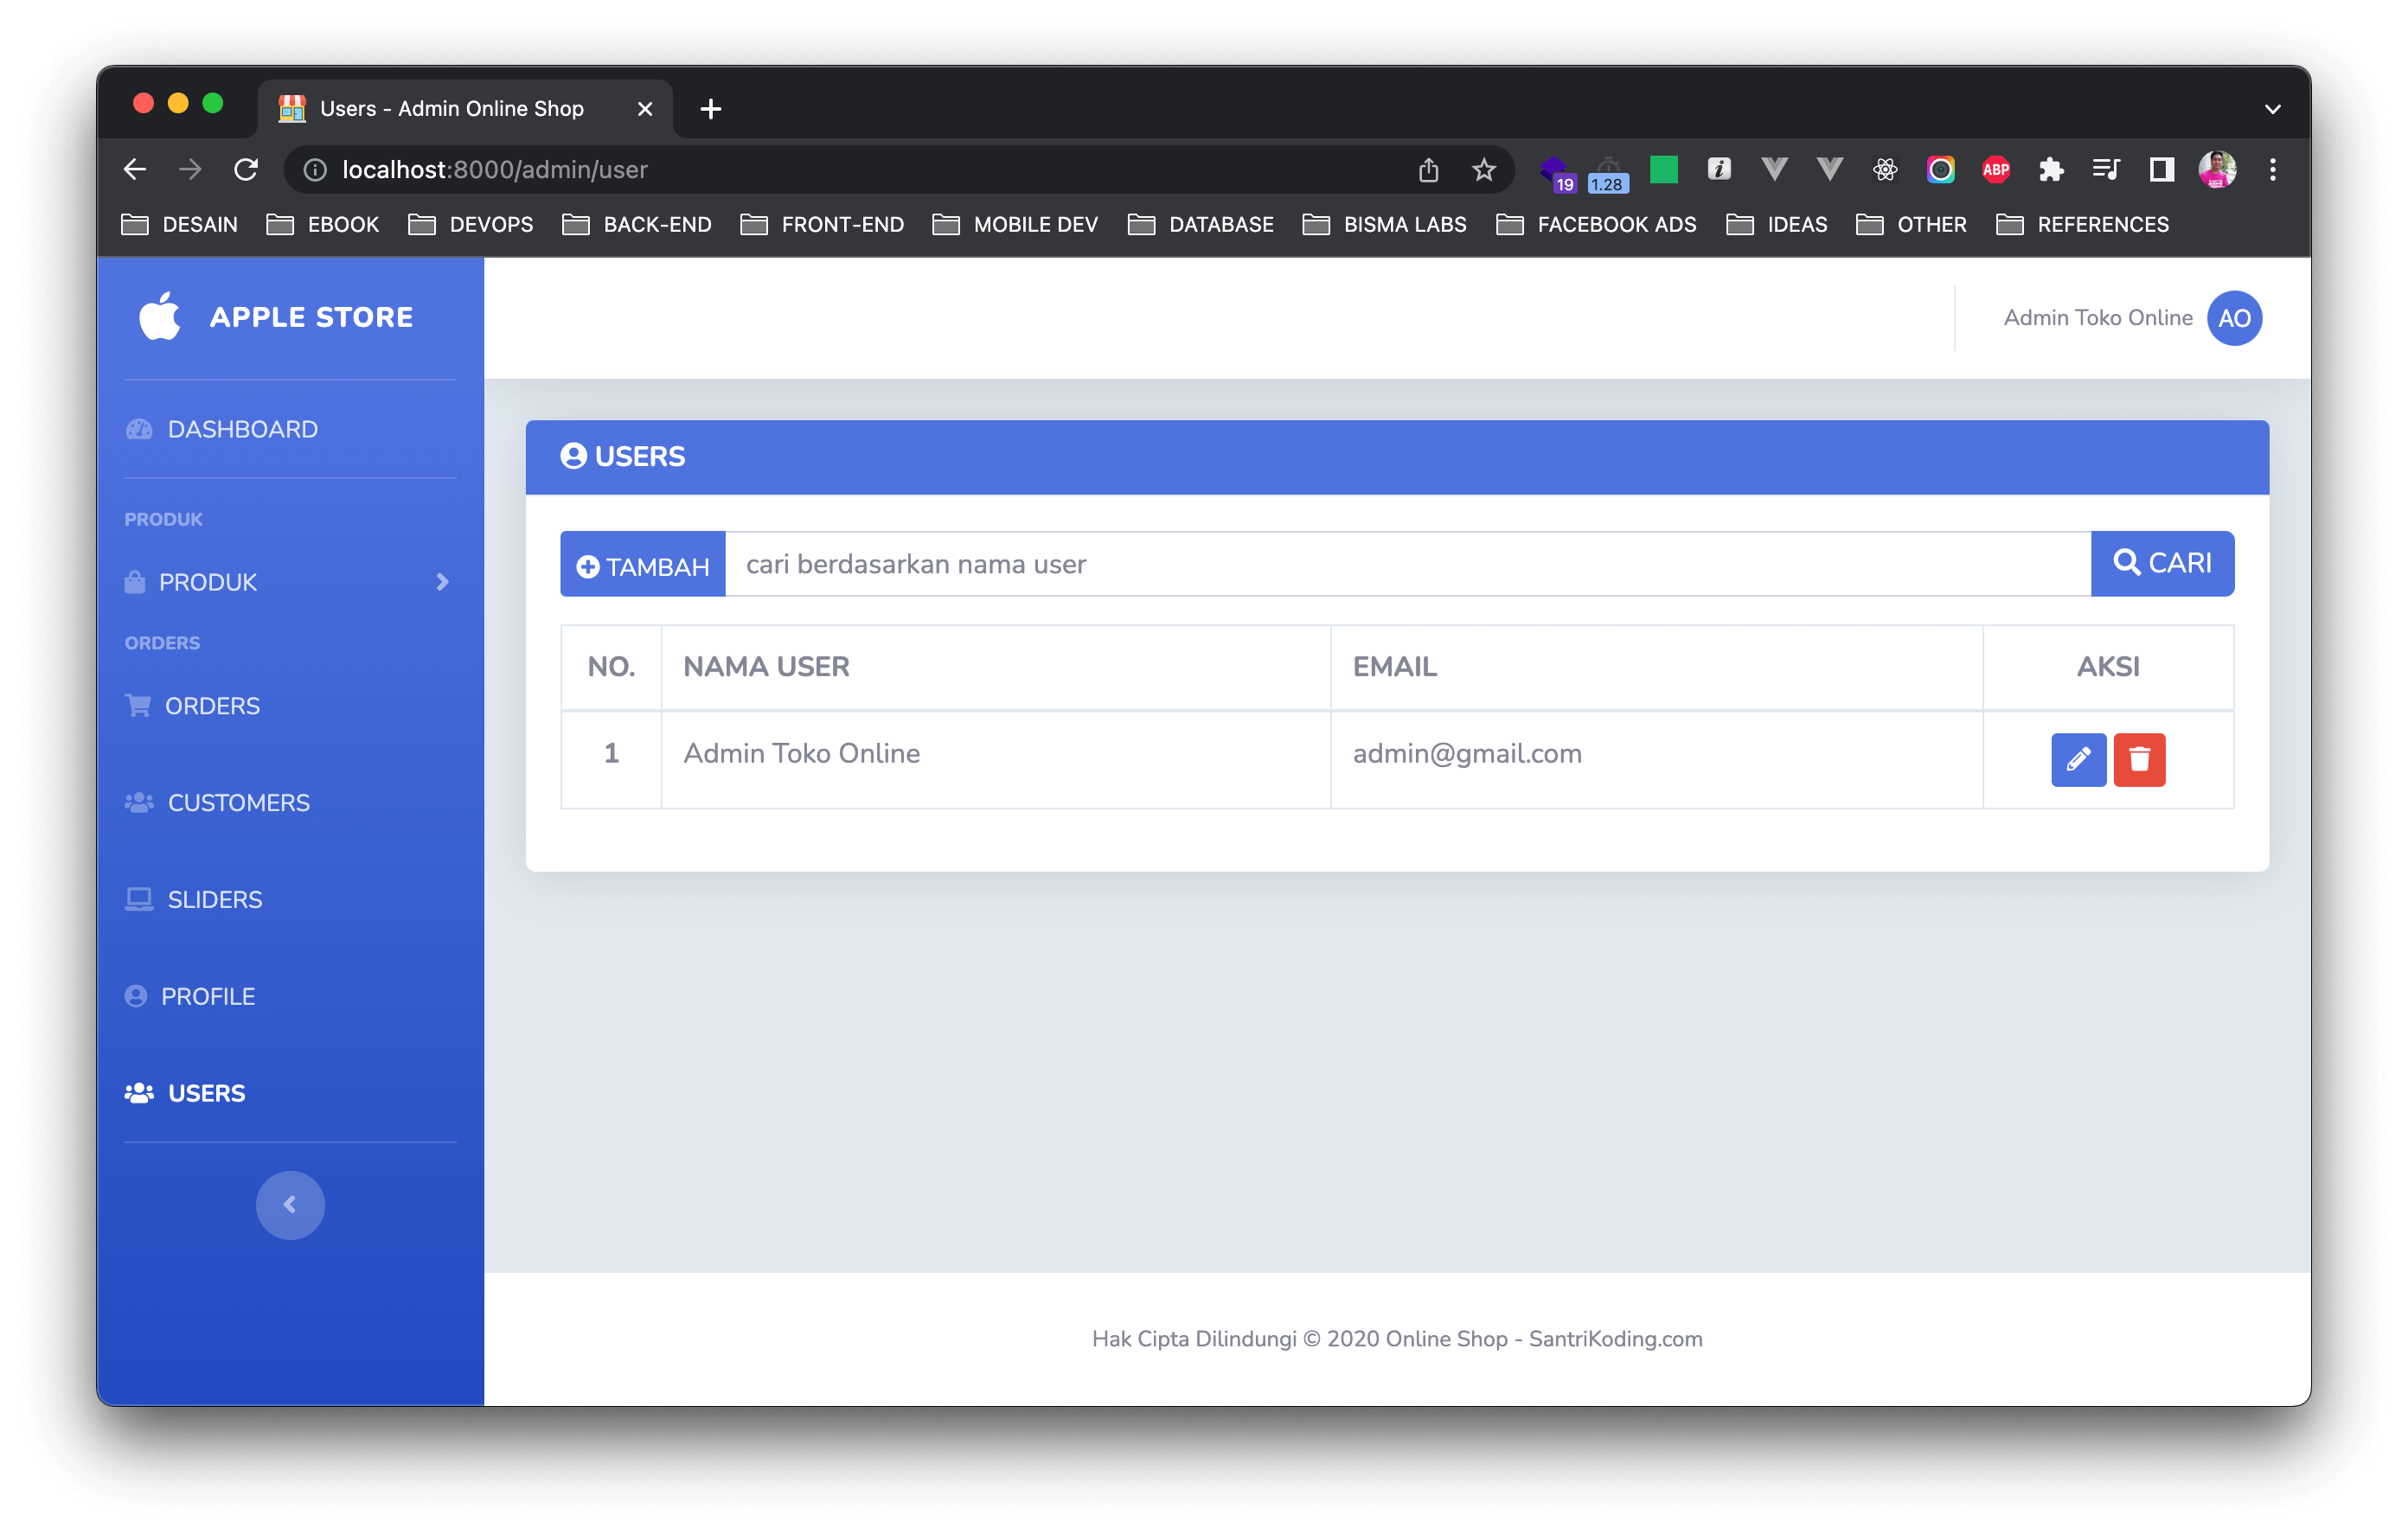 Users - Admin Online Shop
localhost:8000/admin/user
19
1.28
ABP
DESAIN EBOOK DEVOPS BACK-END FRONT-END MOBILE DEV DATABASE BISMA LABS FACEBOOK ADS IDEAS OTHER REFERENCES
APPLE STORE
Admin Toko Online AO
DASHBOARD
PRODUK
PRODUK
ORDERS
ORDERS
CUSTOMERS
SLIDERS
PROFILE
USERS
USERS
TAMBAH cari berdasarkan nama user CARI
NO. NAMA USER EMAIL AKSI
1 Admin Toko Online admin@gmail.com
Hak Cipta Dilindungi © 2020 Online Shop - SantriKoding.com